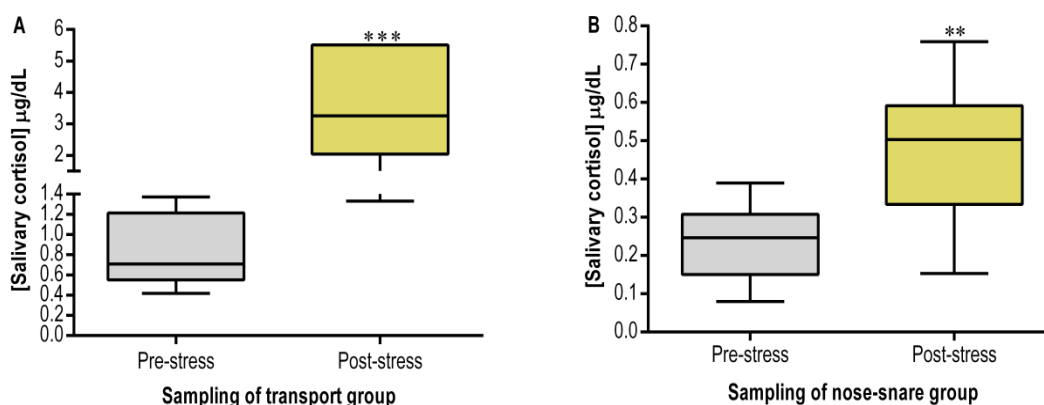 A
[Salivary cortisol] µg/dL
6
5
4
3
2
1.4
1.2
1.0
0.8
0.6
0.4
0.2
0.0
***
Pre-stress
Post-stress
Sampling of transport group
B
[Salivary cortisol] µg/dL
0.8
0.7
0.6
0.5
0.4
0.3
0.2
0.1
0.0
**
Pre-stress
Post-stress
Sampling of nose-snare group